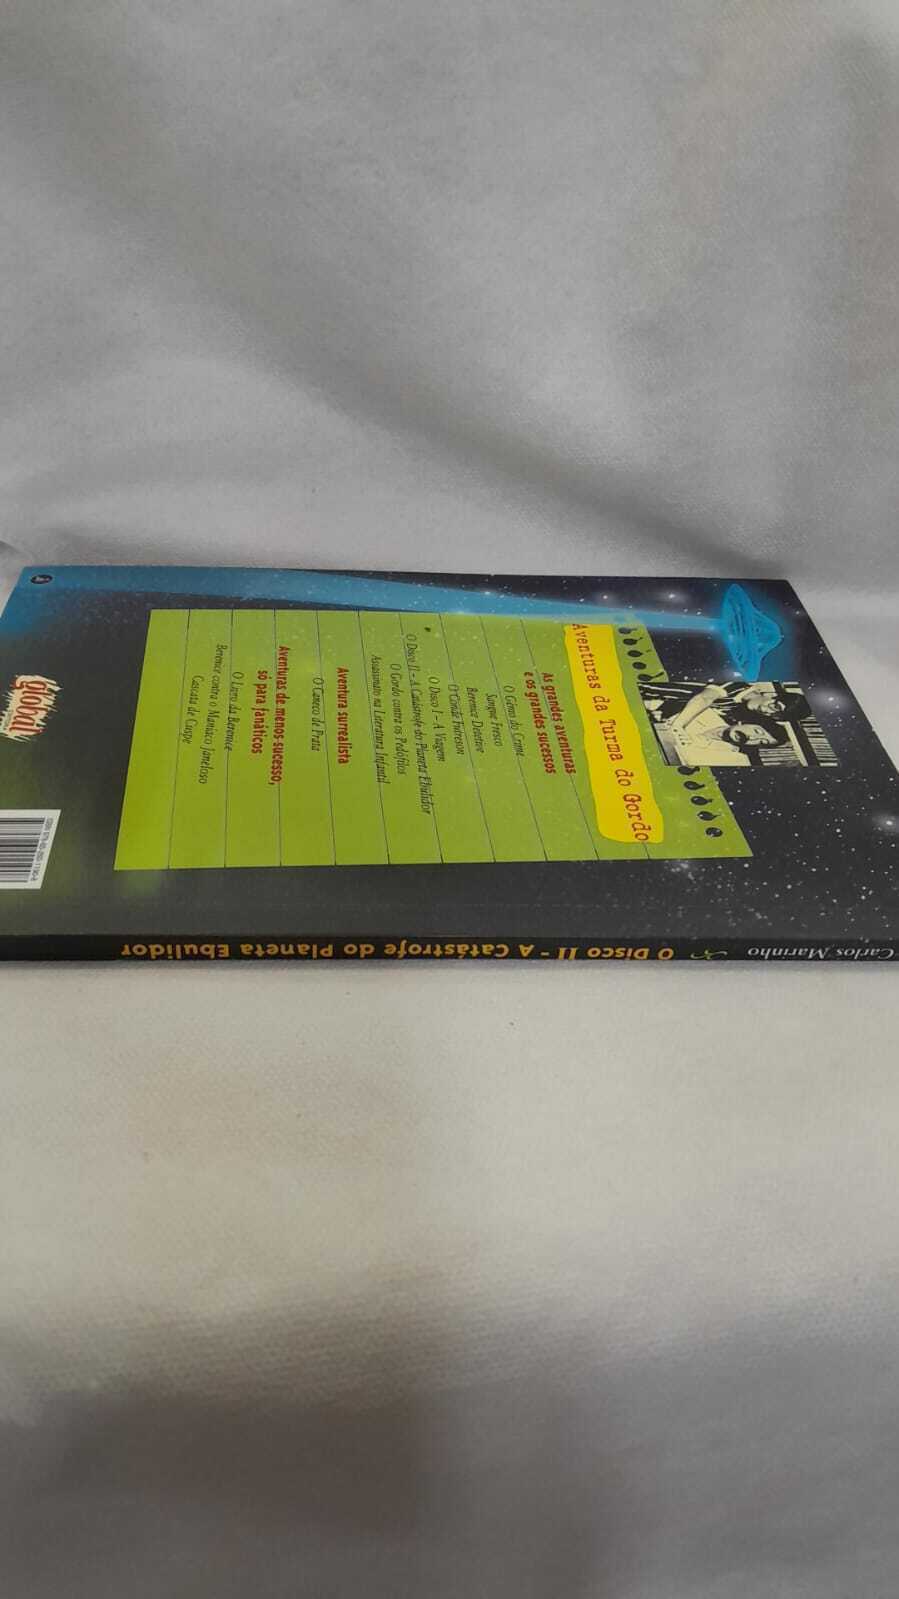 Aventuras da Turma do Gordo
As grandes aventuras
e os grandes sucessos
O Gênio do Crime
Sangue Fresco
Berenice Detetive
O Conde Futreson
O Disco I - A Viagem
O Disco II - A Catástrofe do Planeta Ebulidor
O Gordo contra os Pedófilos
Assassinato na Literatura Infantil
Aventura surrealista
O Caneco de Prata
Aventuras de menos sucesso,
só para fanáticos
O Livro da Berenice
Berenice contra o Maníaco Janeloso
Cascata de Cuspe
global
Carlos Marinho O Disco II - A Catástrofe do Planeta Ebulidor